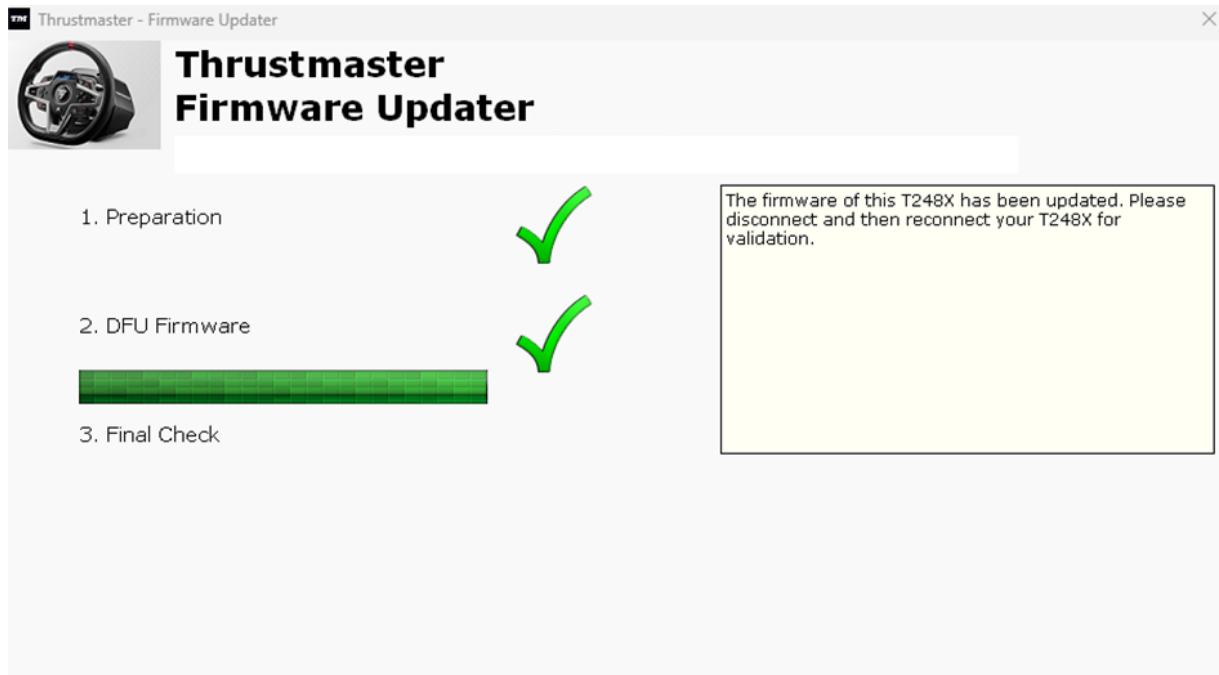 TM Thrustmaster - Firmware Updater
Thrustmaster
Firmware Updater
1. Preparation
2. DFU Firmware
3. Final Check
The firmware of this T248X has been updated. Please
disconnect and then reconnect your T248X for
validation.